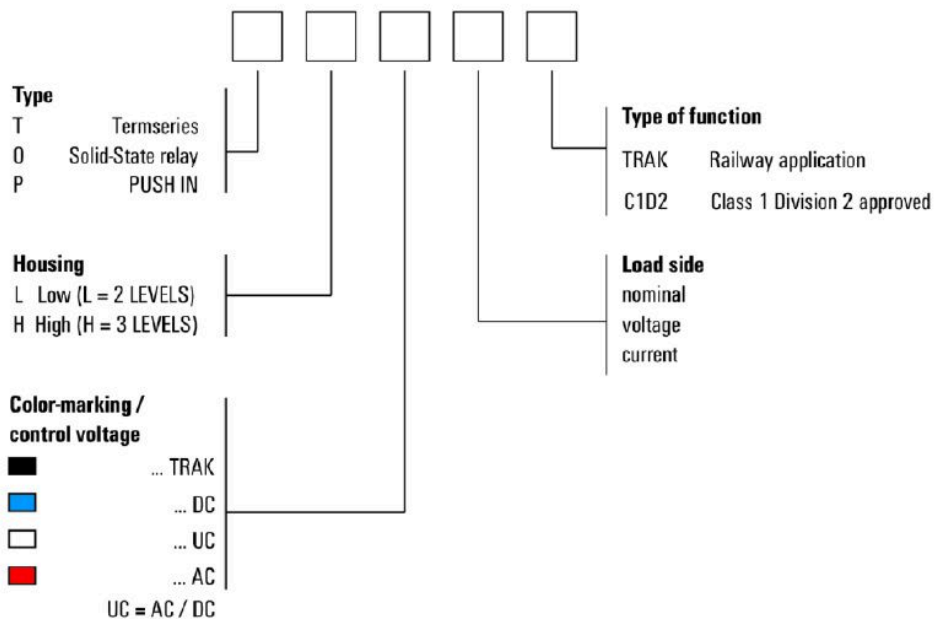 Type
T Termseries
O Solid-State relay
P PUSH IN
Housing
L Low (L = 2 LEVELS)
H High (H = 3 LEVELS)
Color-marking /
control voltage
... TRAK
... DC
... UC
... AC
UC = AC / DC
Type of function
TRAK Railway application
C1D2 Class 1 Division 2 approved
Load side
nominal
voltage
current